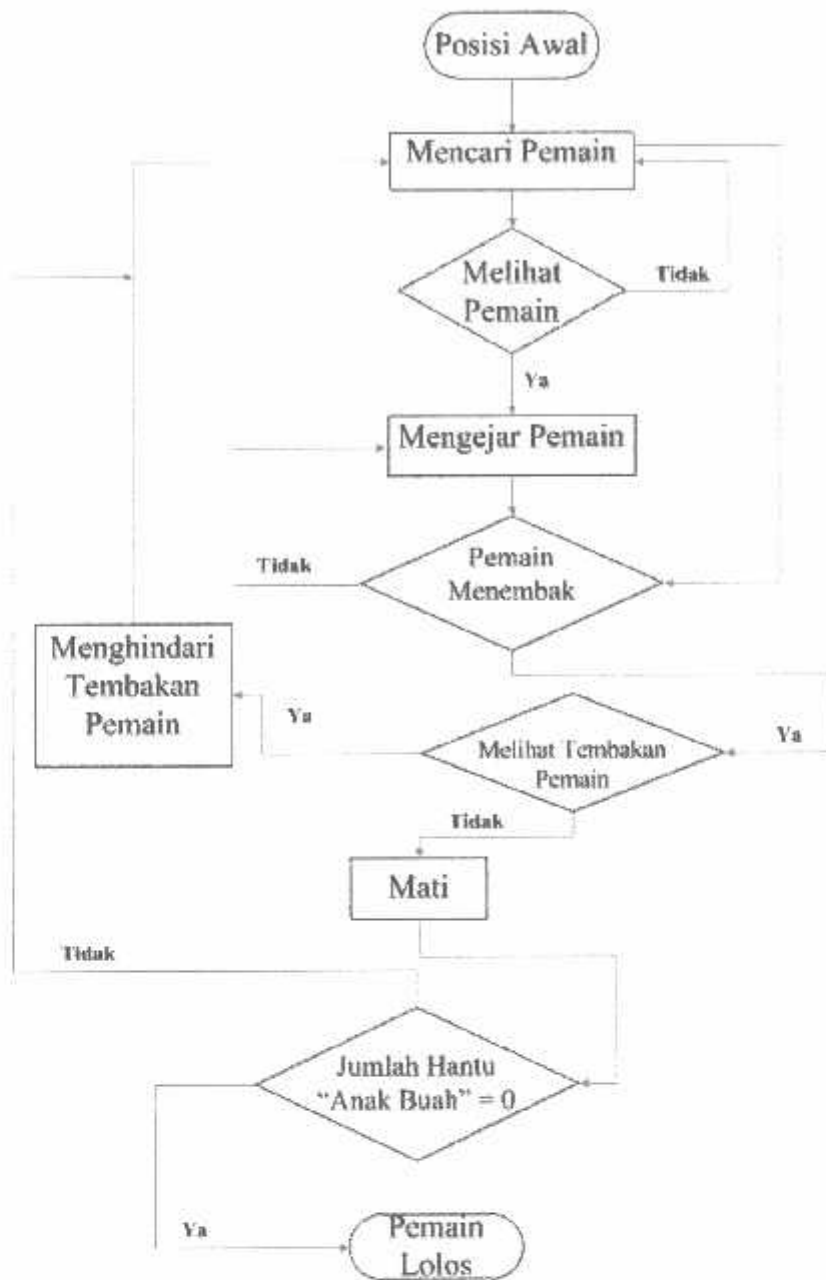 Posisi Awal
Mencari Pemain
Melihat
Pemain
Tidak
Ya
Mengejar Pemain
Pemain
Menembak
Tidak
Menghindari
Tembakan
Pemain
Ya
Melihat Tembakan
Pemain
Ya
Tidak
Mati
Tidak
Jumlah Hantu
“Anak Buah” = 0
Ya
Pemain
Lolos